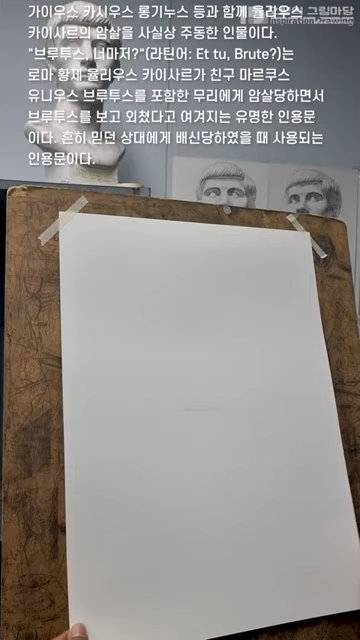 가이우스 카시우스 롱기누스 등과 함께 율리우스
카이사르의 암살을 사실상 주동한 인물이다.
"브루투스, 너마저?"(라틴어: Et tu, Brute?)는
로마 황제 율리우스 카이사르가 친구 마르쿠스
유니우스 브루투스를 포함한 무리에게 암살당하면서
브루투스를 보고 외쳤다고 여겨지는 유명한 인용문
이다. 흔히 믿던 상대에게 배신당하였을 때 사용되는
인용문이다.
그림마당
Inspiration Drawing